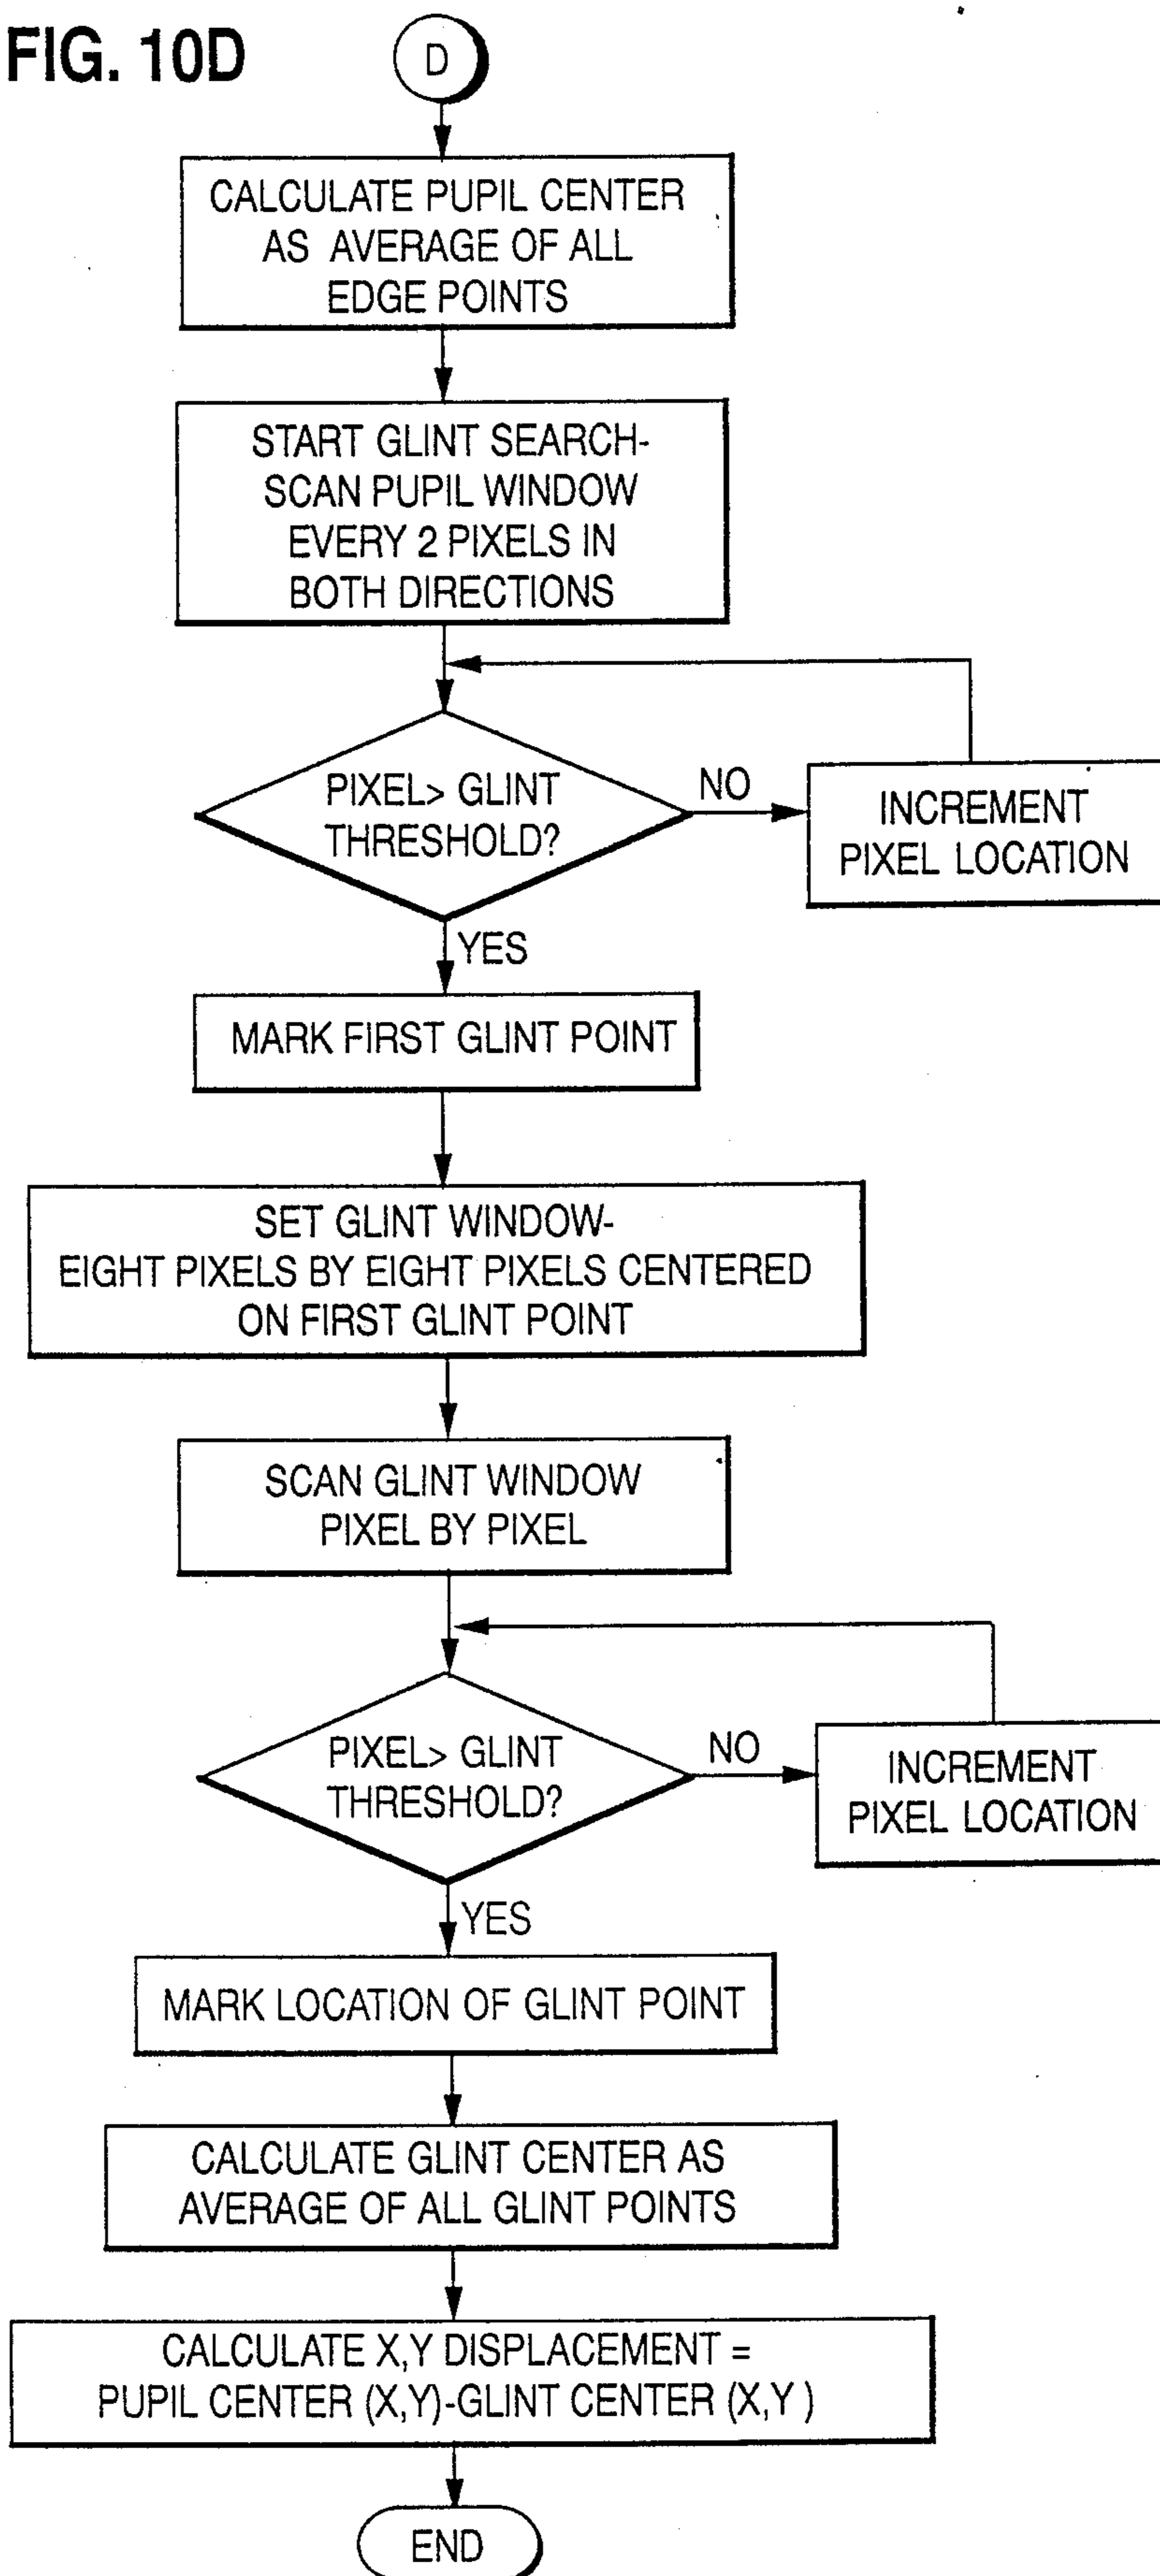 FIG. 10D
D
CALCULATE PUPIL CENTER
AS AVERAGE OF ALL
EDGE POINTS
START GLINT SEARCH-
SCAN PUPIL WINDOW
EVERY 2 PIXELS IN
BOTH DIRECTIONS
PIXEL> GLINT
THRESHOLD?
NO
INCREMENT
PIXEL LOCATION
YES
MARK FIRST GLINT POINT
SET GLINT WINDOW-
EIGHT PIXELS BY EIGHT PIXELS CENTERED
ON FIRST GLINT POINT
SCAN GLINT WINDOW
PIXEL BY PIXEL
PIXEL> GLINT
THRESHOLD?
NO
INCREMENT
PIXEL LOCATION
YES
MARK LOCATION OF GLINT POINT
CALCULATE GLINT CENTER AS
AVERAGE OF ALL GLINT POINTS
CALCULATE X,Y DISPLACEMENT =
PUPIL CENTER (X,Y)-GLINT CENTER (X,Y )
END